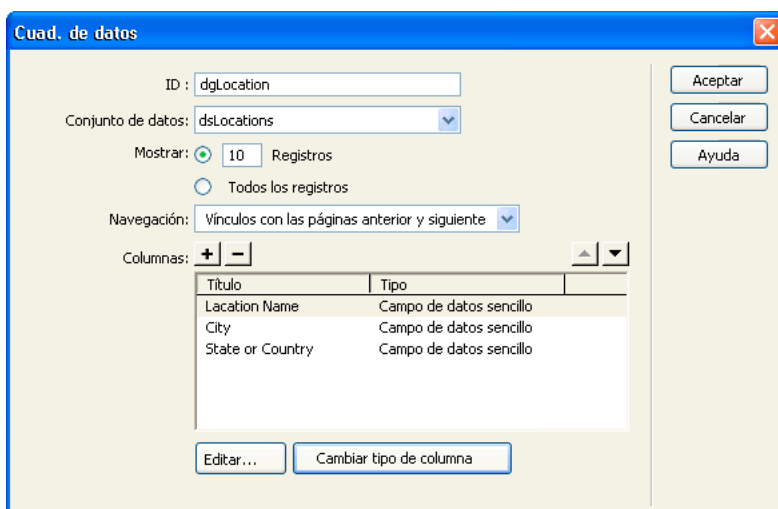 Cuad. de datos
ID : dgLocation
Aceptar
Conjunto de datos: dsLocations
Cancelar
Mostrar: 10 Registros
Ayuda
Todos los registros
Navegación: Vínculos con las páginas anterior y siguiente
Columnas: + −
Título Tipo
Lacation Name Campo de datos sencillo
City Campo de datos sencillo
State or Country Campo de datos sencillo
Editar... Cambiar tipo de columna